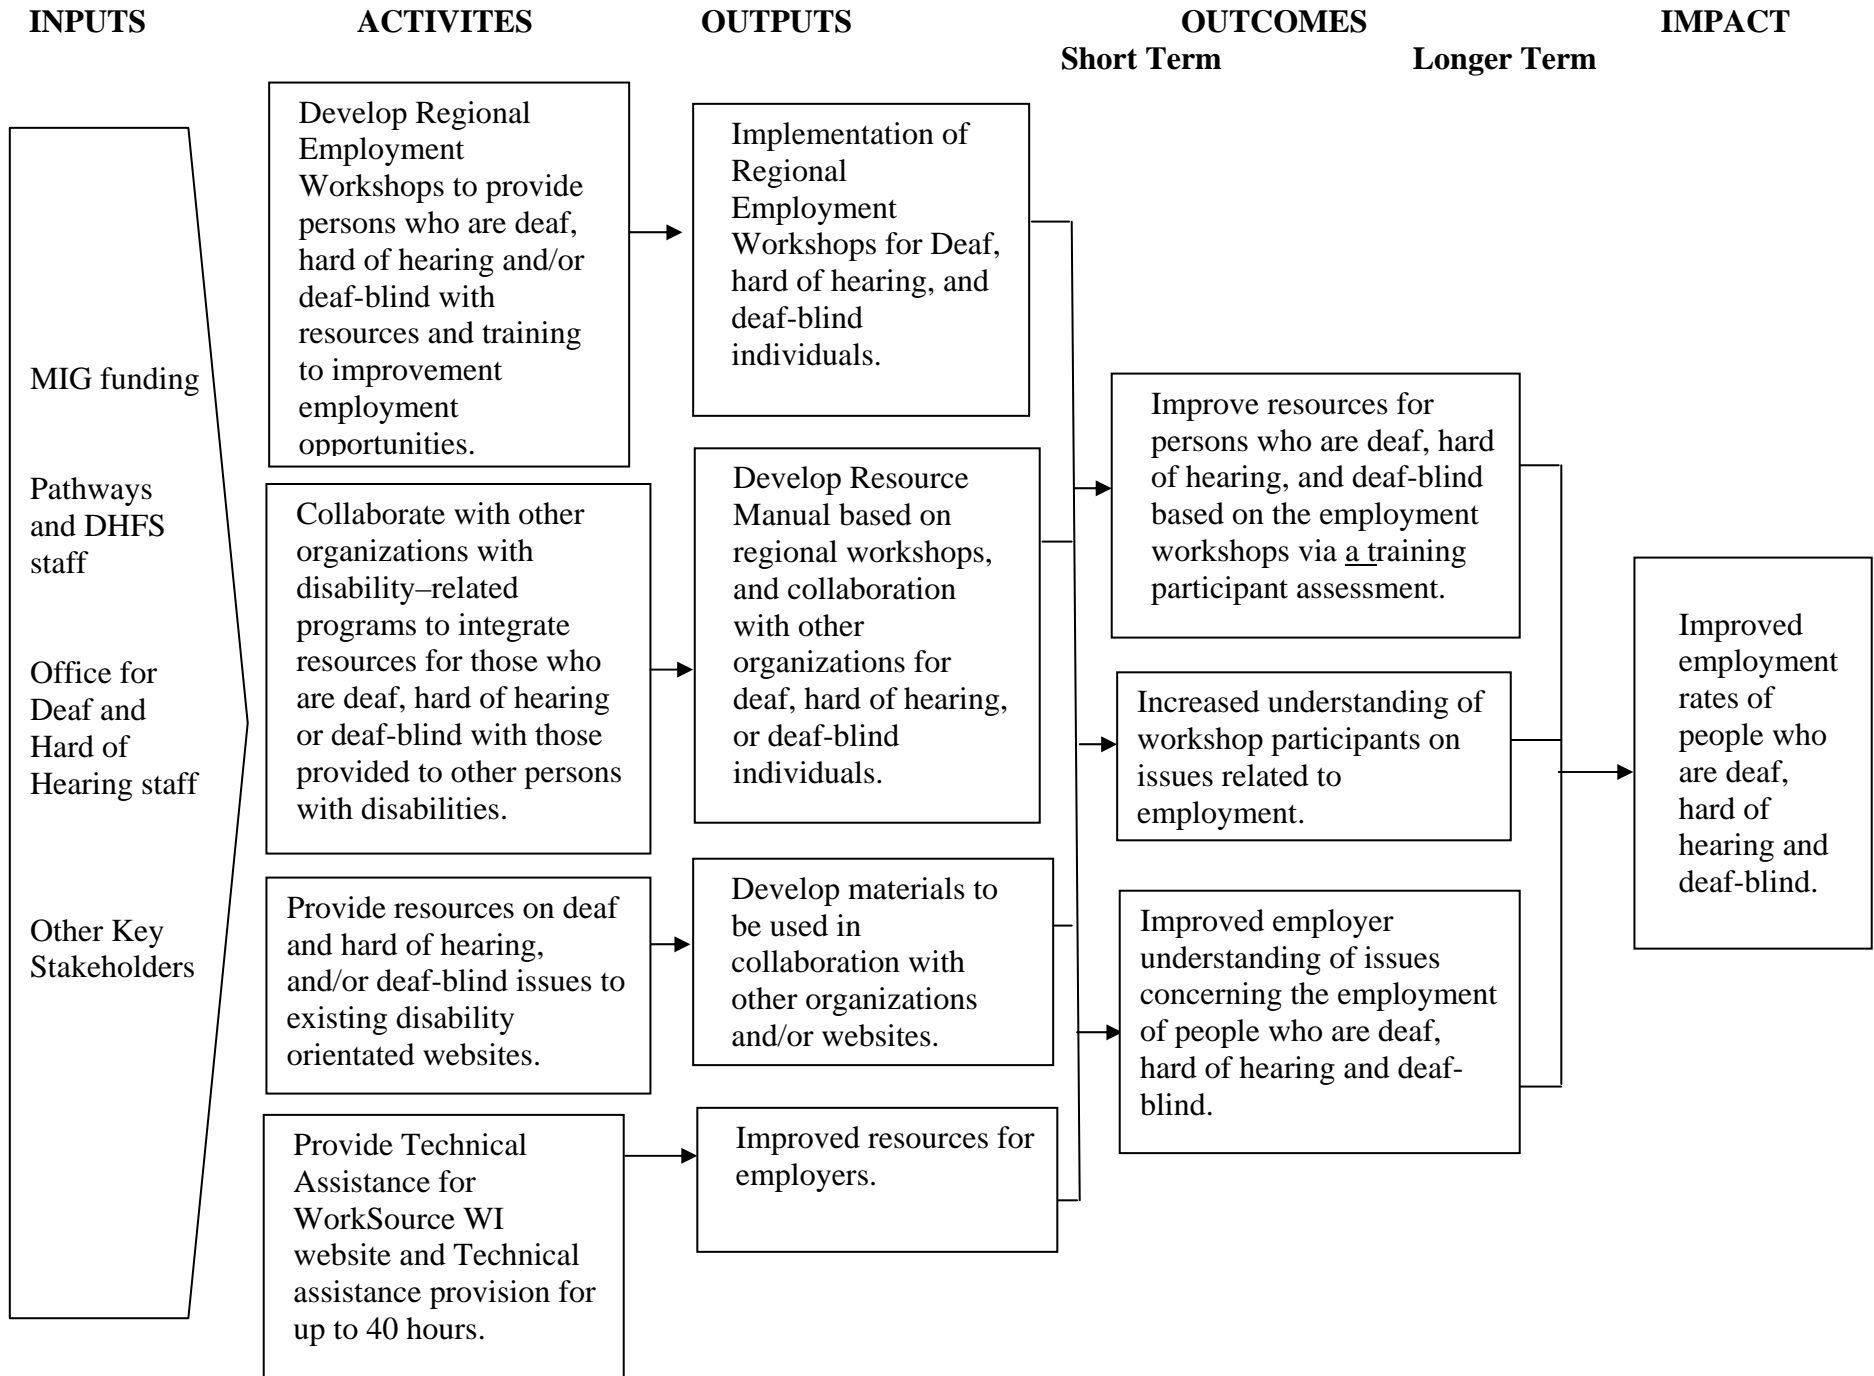 INPUTS
ACTIVITES
OUTPUTS
OUTCOMES
IMPACT
Short Term
Longer Term
MIG funding
Pathways
and DHFS
staff
Office for
Deaf and
Hard of
Hearing staff
Other Key
Stakeholders
Develop Regional
Employment
Workshops to provide
persons who are deaf,
hard of hearing and/or
deaf-blind with
resources and training
to improvement
employment
opportunities.
Collaborate with other
organizations with
disability–related
programs to integrate
resources for those who
are deaf, hard of hearing
or deaf-blind with those
provided to other persons
with disabilities.
Provide resources on deaf
and hard of hearing,
and/or deaf-blind issues to
existing disability
orientated websites.
Provide Technical
Assistance for
WorkSource WI
website and Technical
assistance provision for
up to 40 hours.
Implementation of
Regional
Employment
Workshops for Deaf,
hard of hearing, and
deaf-blind
individuals.
Develop Resource
Manual based on
regional workshops,
and collaboration
with other
organizations for
deaf, hard of hearing,
or deaf-blind
individuals.
Develop materials to
be used in
collaboration with
other organizations
and/or websites.
Improved resources for
employers.
Improve resources for
persons who are deaf, hard
of hearing, and deaf-blind
based on the employment
workshops via a training
participant assessment.
Increased understanding of
workshop participants on
issues related to
employment.
Improved employer
understanding of issues
concerning the employment
of people who are deaf,
hard of hearing and deaf-
blind.
Improved
employment
rates of
people who
are deaf,
hard of
hearing and
deaf-blind.